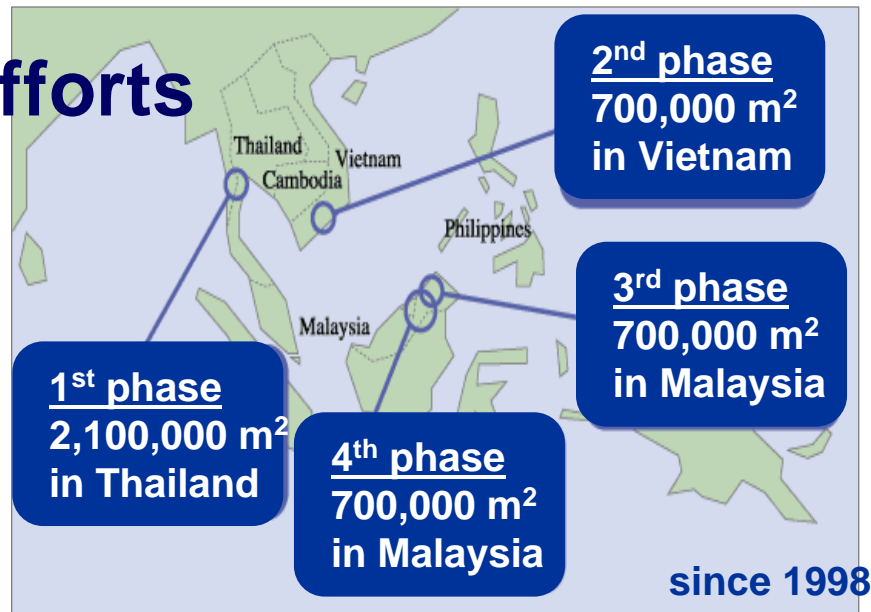 fforts
2nd phase
700,000 m2
in Vietnam
Thailand
Vietnam
Cambodia
Philippines
3rd phase
700,000 m2
in Malaysia
Malaysia
1st phase
2,100,000 m2
in Thailand
4th phase
700,000 m2
in Malaysia
since 1998